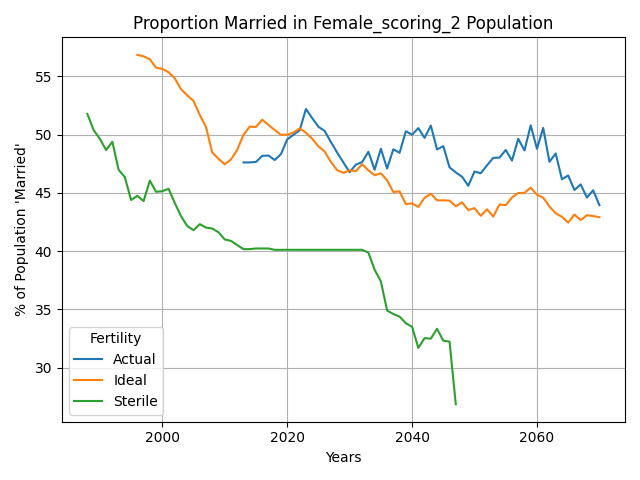 Proportion Married in Female_scoring_2 Population
% of Population 'Married'
55
50
45
40
35
30
Fertility
Actual
Ideal
Sterile
2000 2020 2040 2060
Years